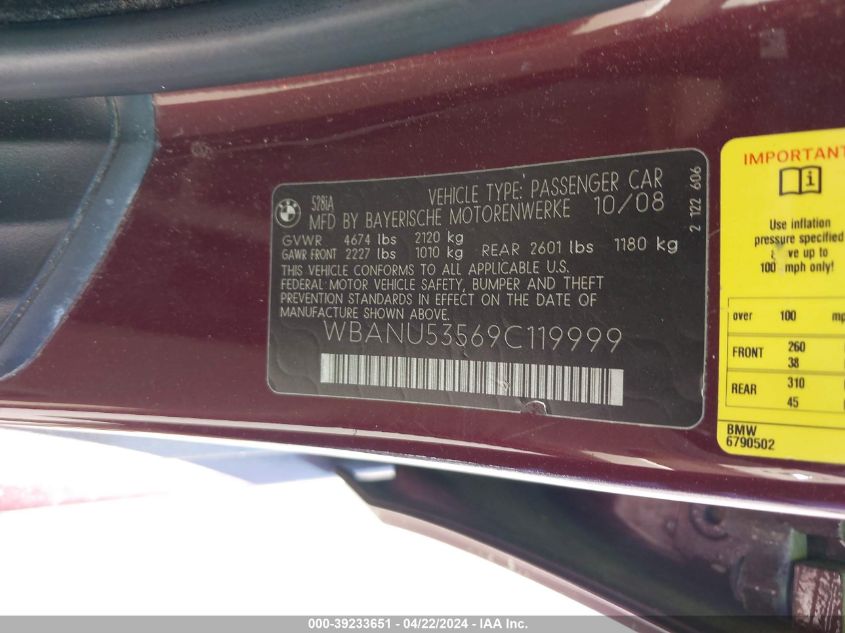 528iA
VEHICLE TYPE: PASSENGER CAR
MFD BY BAYERISCHE MOTORENWERKE 10/08
GVWR 4674 lbs 2120 kg
GAWR FRONT 2227 lbs 1010 kg REAR 2601 lbs 1180 kg
THIS VEHICLE CONFORMS TO ALL APPLICABLE U.S.
FEDERAL MOTOR VEHICLE SAFETY, BUMPER AND THEFT
PREVENTION STANDARDS IN EFFECT ON THE DATE OF
MANUFACTURE SHOWN ABOVE.
WBANU53569C119999
2 122 606
IMPORTANT
Use inflation
pressure specified
ve up to
100 mph only!
over 100 mp
FRONT 260
38
REAR 310
45
BMW
6790502
000-39233651 - 04/22/2024 - IAA Inc.